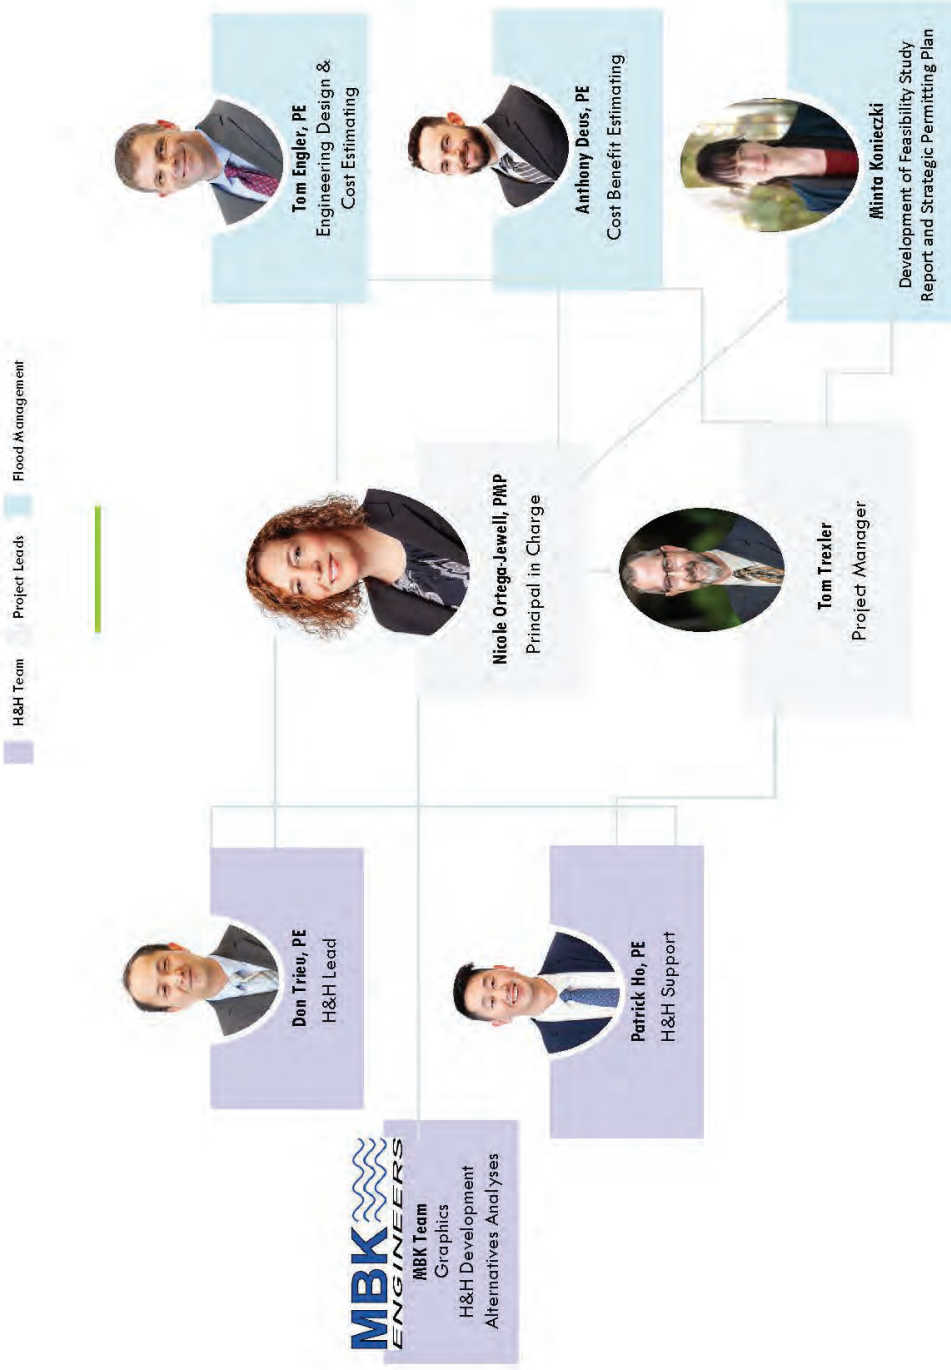 H&H Team
Project Leads
Flood Management
Don Trieu, PE
H&H Lead
Nicole Ortega-Jewell, PMP
Principal in Charge
Tom Engler, PE
Engineering Design &
Cost Estimating
MBK
ENGINEERS
MBK Team
Graphics
H&H Development
Alternatives Analyses
Anthony Deus, PE
Cost Benefit Estimating
Patrick Ho, PE
H&H Support
Tom Trexler
Project Manager
Minta Konieczki
Development of Feasibility Study
Report and Strategic Permitting Plan